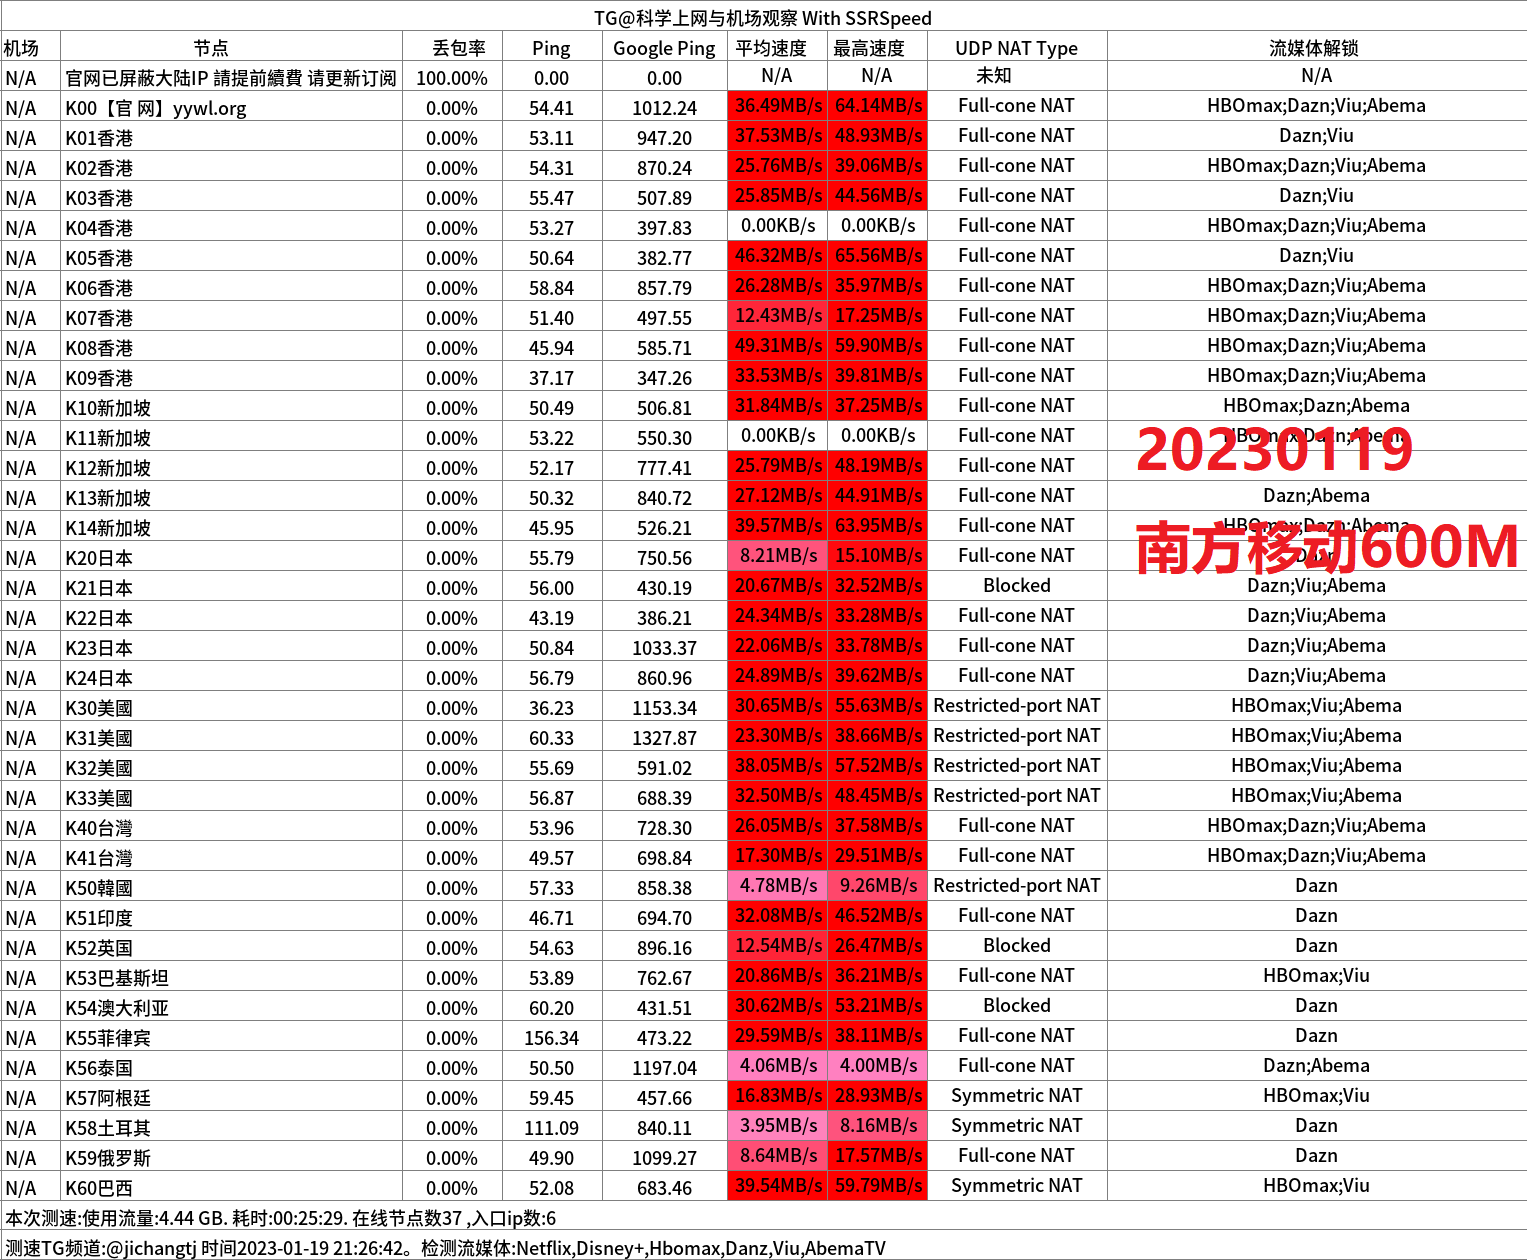 TG@科学上网与机场观察 With SSRSpeed
机场 节点 丢包率 Ping Google Ping 平均速度 最高速度 UDP NAT Type 流媒体解锁
N/A 官网已屏蔽大陆IP 請提前續費 请更新订阅 100.00% 0.00 0.00 N/A N/A 未知 N/A
N/A K00【官 网】yywl.org 0.00% 54.41 1012.24 36.49MB/s 64.14MB/s Full-cone NAT HBOmax;Dazn;Viu;Abema
N/A K01香港 0.00% 53.11 947.20 37.53MB/s 48.93MB/s Full-cone NAT Dazn;Viu
N/A K02香港 0.00% 54.31 870.24 25.76MB/s 39.06MB/s Full-cone NAT HBOmax;Dazn;Viu;Abema
N/A K03香港 0.00% 55.47 507.89 25.85MB/s 44.56MB/s Full-cone NAT Dazn;Viu
N/A K04香港 0.00% 53.27 397.83 0.00KB/s 0.00KB/s Full-cone NAT HBOmax;Dazn;Viu;Abema
N/A K05香港 0.00% 50.64 382.77 46.32MB/s 65.56MB/s Full-cone NAT Dazn;Viu
N/A K06香港 0.00% 58.84 857.79 26.28MB/s 35.97MB/s Full-cone NAT HBOmax;Dazn;Viu;Abema
N/A K07香港 0.00% 51.40 497.55 12.43MB/s 17.25MB/s Full-cone NAT HBOmax;Dazn;Viu;Abema
N/A K08香港 0.00% 45.94 585.71 49.31MB/s 59.90MB/s Full-cone NAT HBOmax;Dazn;Viu;Abema
N/A K09香港 0.00% 37.17 347.26 33.53MB/s 39.81MB/s Full-cone NAT HBOmax;Dazn;Viu;Abema
N/A K10新加坡 0.00% 50.49 506.81 31.84MB/s 37.25MB/s Full-cone NAT HBOmax;Dazn;Abema
N/A K11新加坡 0.00% 53.22 550.30 0.00KB/s 0.00KB/s Full-cone NAT HBOmax;Dazn;Abema
20230119
N/A K12新加坡 0.00% 52.17 777.41 25.79MB/s 48.19MB/s Full-cone NAT
N/A K13新加坡 0.00% 50.32 840.72 27.12MB/s 44.91MB/s Full-cone NAT Dazn;Abema
N/A K14新加坡 0.00% 45.95 526.21 39.57MB/s 63.95MB/s Full-cone NAT HBOmax;Dazn;Abema
南方移动600M
N/A K20日本 0.00% 55.79 750.56 8.21MB/s 15.10MB/s Full-cone NAT Dazn
N/A K21日本 0.00% 56.00 430.19 20.67MB/s 32.52MB/s Blocked Dazn;Viu;Abema
N/A K22日本 0.00% 43.19 386.21 24.34MB/s 33.28MB/s Full-cone NAT Dazn;Viu;Abema
N/A K23日本 0.00% 50.84 1033.37 22.06MB/s 33.78MB/s Full-cone NAT Dazn;Viu;Abema
N/A K24日本 0.00% 56.79 860.96 24.89MB/s 39.62MB/s Full-cone NAT Dazn;Viu;Abema
N/A K30美國 0.00% 36.23 1153.34 30.65MB/s 55.63MB/s Restricted-port NAT HBOmax;Viu;Abema
N/A K31美國 0.00% 60.33 1327.87 23.30MB/s 38.66MB/s Restricted-port NAT HBOmax;Viu;Abema
N/A K32美國 0.00% 55.69 591.02 38.05MB/s 57.52MB/s Restricted-port NAT HBOmax;Viu;Abema
N/A K33美國 0.00% 56.87 688.39 32.50MB/s 48.45MB/s Restricted-port NAT HBOmax;Viu;Abema
N/A K40台灣 0.00% 53.96 728.30 26.05MB/s 37.58MB/s Full-cone NAT HBOmax;Dazn;Viu;Abema
N/A K41台灣 0.00% 49.57 698.84 17.30MB/s 29.51MB/s Full-cone NAT HBOmax;Dazn;Viu;Abema
N/A K50韓國 0.00% 57.33 858.38 4.78MB/s 9.26MB/s Restricted-port NAT Dazn
N/A K51印度 0.00% 46.71 694.70 32.08MB/s 46.52MB/s Full-cone NAT Dazn
N/A K52英国 0.00% 54.63 896.16 12.54MB/s 26.47MB/s Blocked Dazn
N/A K53巴基斯坦 0.00% 53.89 762.67 20.86MB/s 36.21MB/s Full-cone NAT HBOmax;Viu
N/A K54澳大利亚 0.00% 60.20 431.51 30.62MB/s 53.21MB/s Blocked Dazn
N/A K55菲律宾 0.00% 156.34 473.22 29.59MB/s 38.11MB/s Full-cone NAT Dazn
N/A K56泰国 0.00% 50.50 1197.04 4.06MB/s 4.00MB/s Full-cone NAT Dazn;Abema
N/A K57阿根廷 0.00% 59.45 457.66 16.83MB/s 28.93MB/s Symmetric NAT HBOmax;Viu
N/A K58土耳其 0.00% 111.09 840.11 3.95MB/s 8.16MB/s Symmetric NAT Dazn
N/A K59俄罗斯 0.00% 49.90 1099.27 8.64MB/s 17.57MB/s Full-cone NAT Dazn
N/A K60巴西 0.00% 52.08 683.46 39.54MB/s 59.79MB/s Symmetric NAT HBOmax;Viu
本次测速:使用流量:4.44 GB. 耗时:00:25:29. 在线节点数37 ,入口ip数:6
测速TG频道:@jichangtj 时间2023-01-19 21:26:42。检测流媒体:Netflix,Disney+,Hbomax,Danz,Viu,AbemaTV